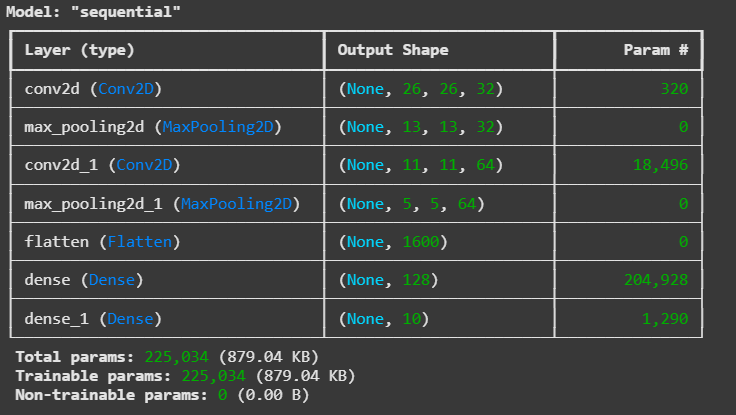 Model: "sequential"
Layer (type) Output Shape Param #
conv2d (Conv2D) (None, 26, 26, 32) 320
max_pooling2d (MaxPooling2D) (None, 13, 13, 32) 0
conv2d_1 (Conv2D) (None, 11, 11, 64) 18,496
max_pooling2d_1 (MaxPooling2D) (None, 5, 5, 64) 0
flatten (Flatten) (None, 1600) 0
dense (Dense) (None, 128) 204,928
dense_1 (Dense) (None, 10) 1,290
Total params: 225,034 (879.04 KB)
Trainable params: 225,034 (879.04 KB)
Non-trainable params: 0 (0.00 B)